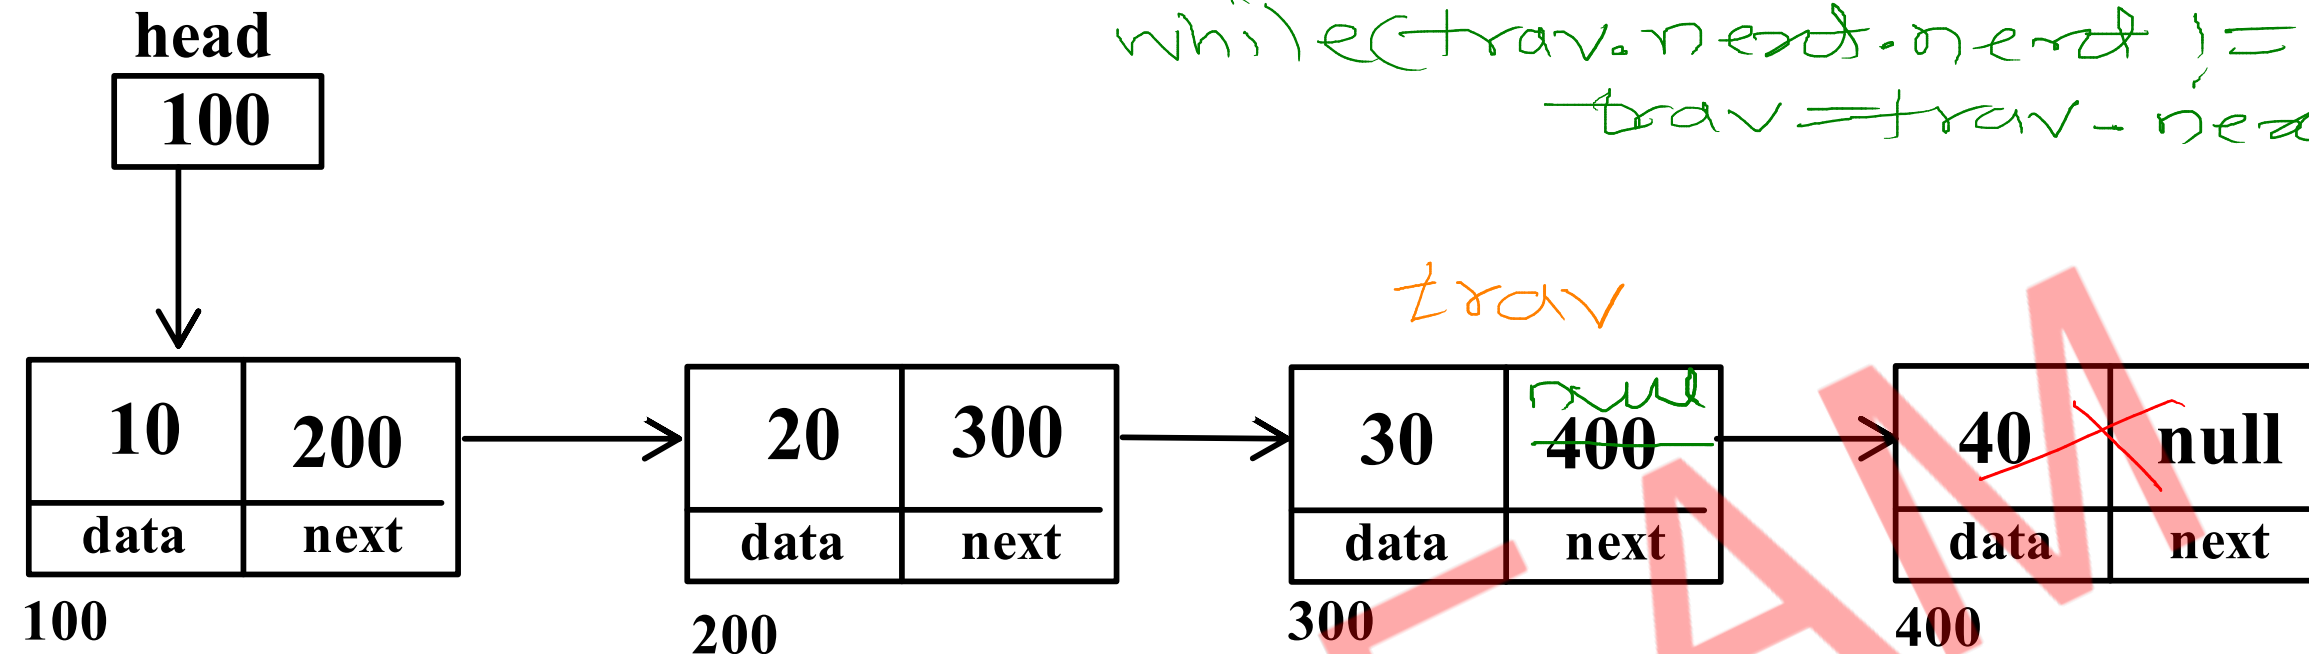 head
while(trav.next.next !=
100
trav=trav.nex
trav
10 200
20 300
30 null 400
40 null
data next
data next
data next
data next
100
200
300
400